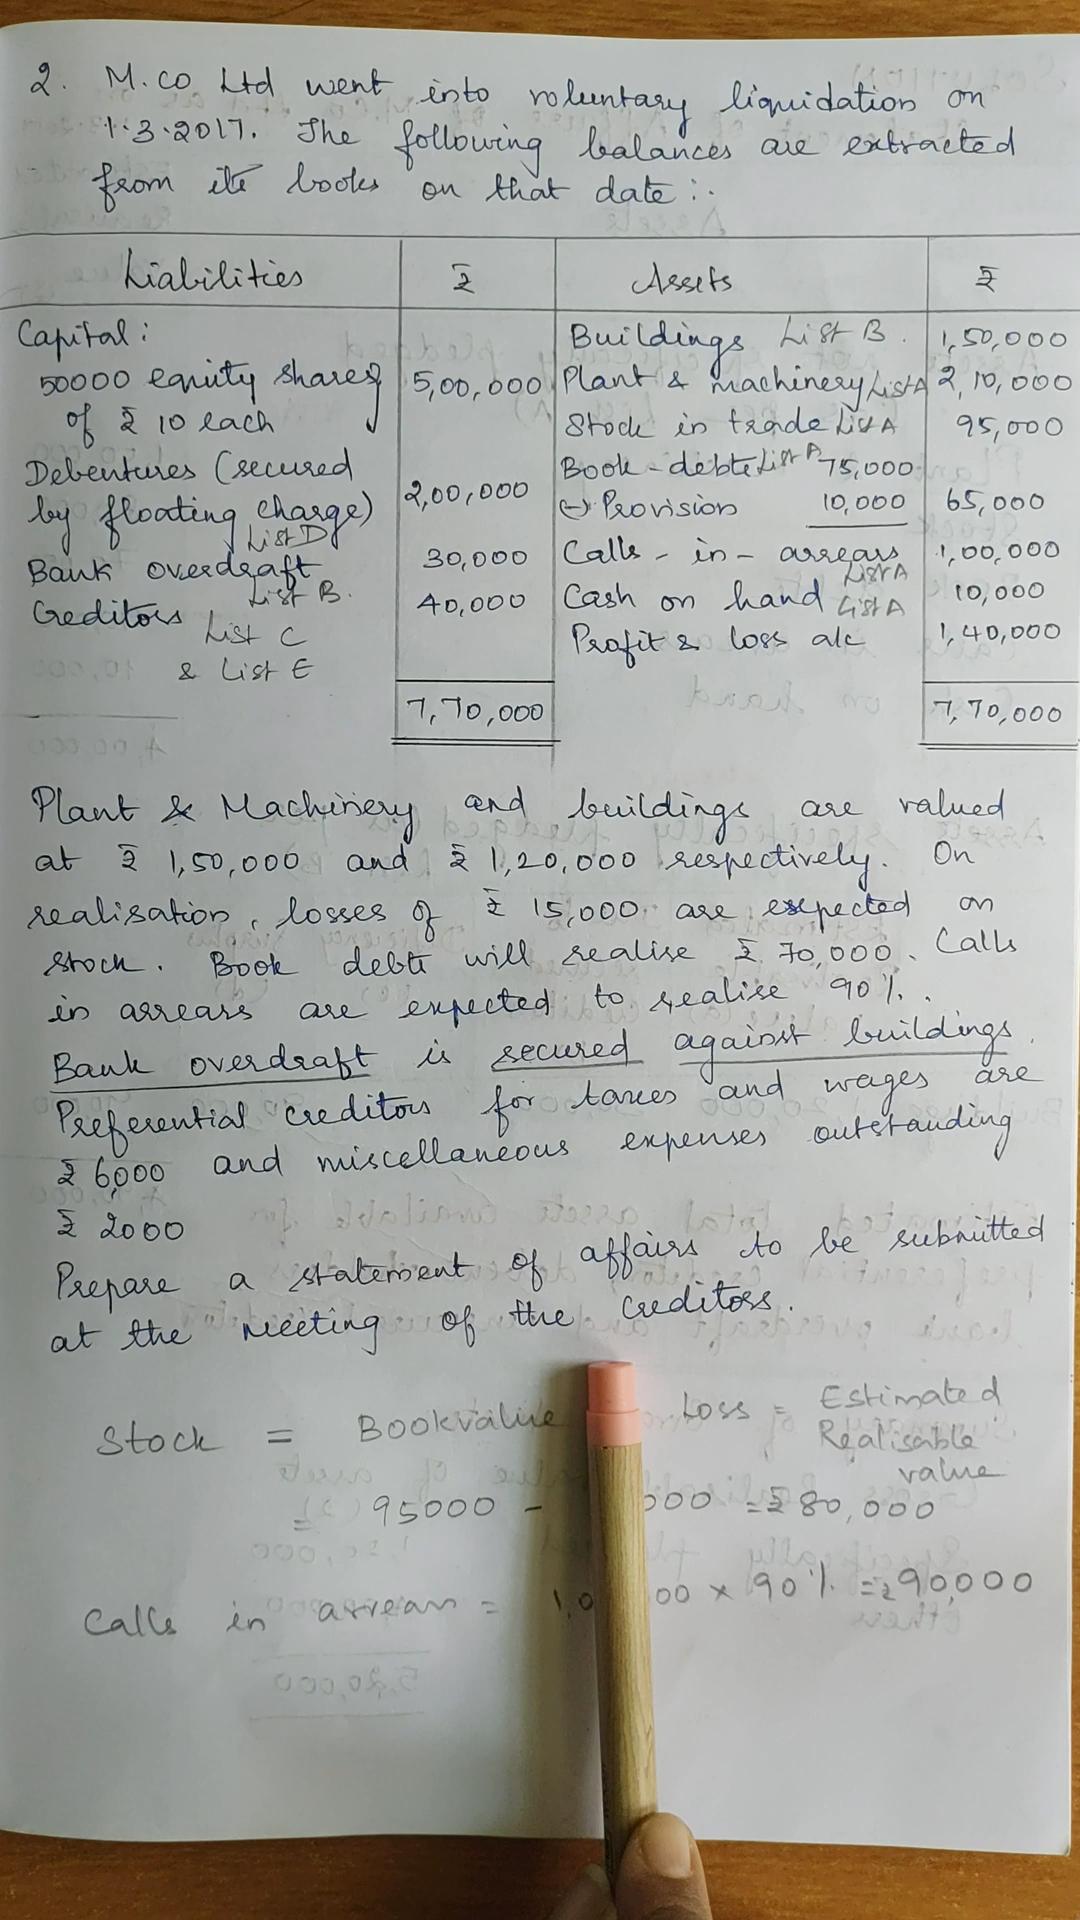 2. M.co Ltd went into voluntary liquidation on
1.3.2017. The following balances are extracted
from its books on that date :-
Liabilities ₹ Assets ₹
Capital : Buildings List B. 1,50,000
50000 equity shares 5,00,000 Plant & machinery List A 2,10,000
of ₹ 10 each Stock in trade List A 95,000
Debentures (secured Book-debts List A 75,000
by floating charge) 2,00,000 (-) Provision 10,000 65,000
List D
Bank overdraft 30,000 Calls-in-arrears 1,00,000
List B. List A
Creditors 40,000 Cash on hand List A 10,000
List C Profit & loss a/c 1,40,000
& List E
7,70,000 7,70,000
Plant & Machinery and buildings are valued
at ₹ 1,50,000 and ₹ 1,20,000 respectively. On
realisation, losses of ₹ 15,000 are expected on
stock. Book debts will realise ₹ 70,000. Calls
in arrears are expected to realise 90%.
Bank overdraft is secured against buildings.
Preferential creditors for taxes and wages are
₹ 6,000 and miscellaneous expenses outstanding
₹ 2000
Prepare a statement of affairs to be submitted
at the meeting of the creditors.
Stock = Bookvalue Loss = Estimated
Realisable
value
= 95000 - 000 = ₹ 80,000
Calls in arrears = 1,0 00 x 90% = ₹ 90,000